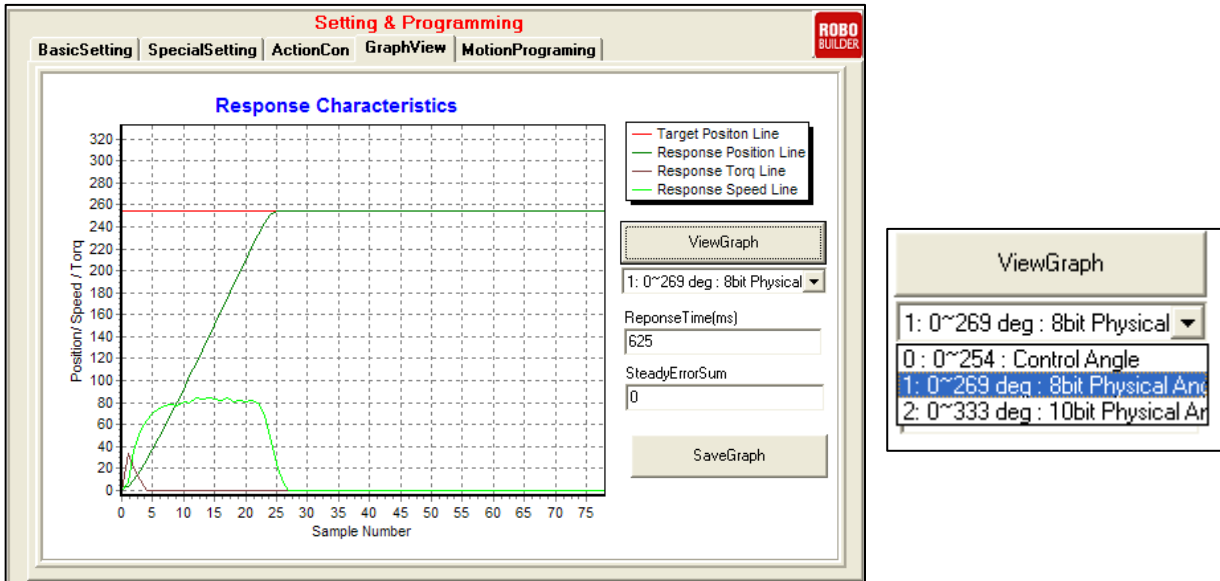 Setting & Programming
ROBO
BUILDER
BasicSetting SpecialSetting ActionCon GraphView MotionPrograming
Response Characteristics
Position/ Speed / Torq
320
300
280
260
240
220
200
180
160
140
120
100
80
60
40
20
0
0 5 10 15 20 25 30 35 40 45 50 55 60 65 70 75
Sample Number
Target Positon Line
Response Position Line
Response Torq Line
Response Speed Line
ViewGraph
1: 0~269 deg : 8bit Physical
ReponseTime(ms)
625
SteadyErrorSum
0
SaveGraph
ViewGraph
1: 0~269 deg : 8bit Physical
0 : 0~254 : Control Angle
1: 0~269 deg : 8bit Physical Ang
2: 0~333 deg : 10bit Physical Ar